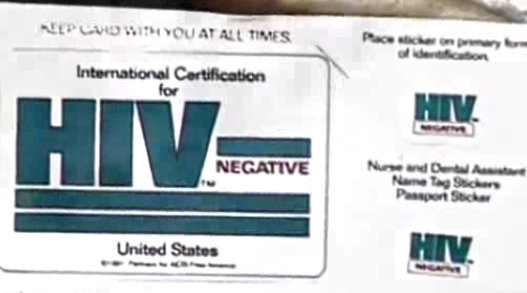 KEEP CARD WITH YOU AT ALL TIMES.
International Certification
for
HIV
NEGATIVE
TM
United States
Place sticker on primary form
of identification.
HIV
NEGATIVE
Nurse and Dental Assistant
Name Tag Stickers
Passport Sticker
HIV
NEGATIVE